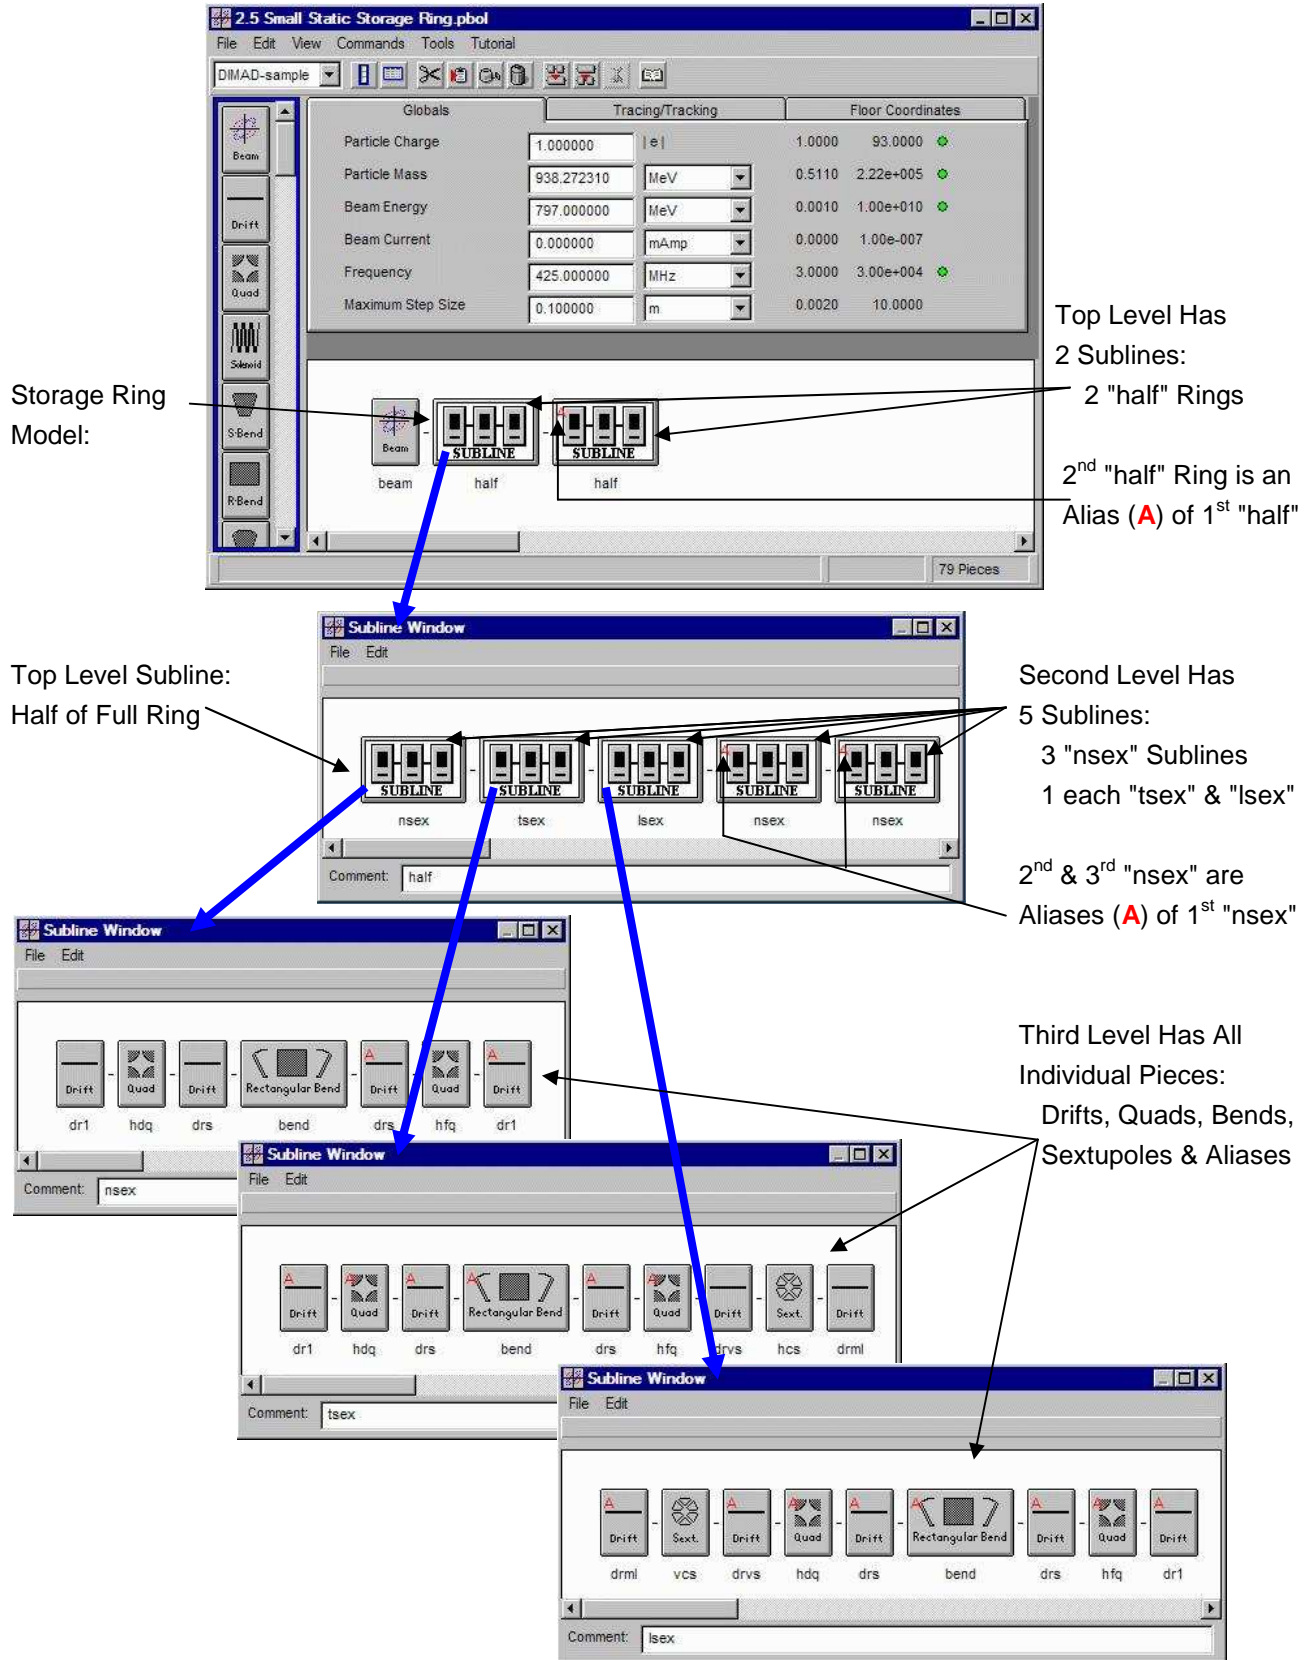 2.5 Small Static Storage Ring.pbol
File Edit View Commands Tools Tutorial
DIMAD-sample
Globals Tracing/Tracking Floor Coordinates
Beam
Drift
Quad
Solenoid
S-Bend
R-Bend
Particle Charge 1.000000 |e| 1.0000 93.0000
Particle Mass 938.272310 MeV 0.5110 2.22e+005
Beam Energy 797.000000 MeV 0.0010 1.00e+010
Beam Current 0.000000 mAmp 0.0000 1.00e-007
Frequency 425.000000 MHz 3.0000 3.00e+004
Maximum Step Size 0.100000 m 0.0020 10.0000
Top Level Has
2 Sublines:
2 "half" Rings
Storage Ring
Model:
Beam SUBLINE A SUBLINE
beam half half
2nd "half" Ring is an
Alias (A) of 1st "half"
79 Pieces
Subline Window
File Edit
Top Level Subline:
Half of Full Ring
Second Level Has
5 Sublines:
3 "nsex" Sublines
1 each "tsex" & "lsex"
SUBLINE SUBLINE SUBLINE A SUBLINE A SUBLINE
nsex tsex lsex nsex nsex
Comment: half
2nd & 3rd "nsex" are
Aliases (A) of 1st "nsex"
Subline Window
File Edit
Drift Quad Drift Rectangular Bend A Drift Quad A Drift
dr1 hdq drs bend drs hfq dr1
Comment: nsex
Third Level Has All
Individual Pieces:
Drifts, Quads, Bends,
Sextupoles & Aliases
Subline Window
File Edit
A Drift A Quad A Drift A Rectangular Bend A Drift A Quad Drift Sext. Drift
dr1 hdq drs bend drs hfq drvs hcs drml
Comment: tsex
Subline Window
File Edit
A Drift Sext. A Drift A Quad A Drift A Rectangular Bend A Drift A Quad A Drift
drml vcs drvs hdq drs bend drs hfq dr1
Comment: lsex